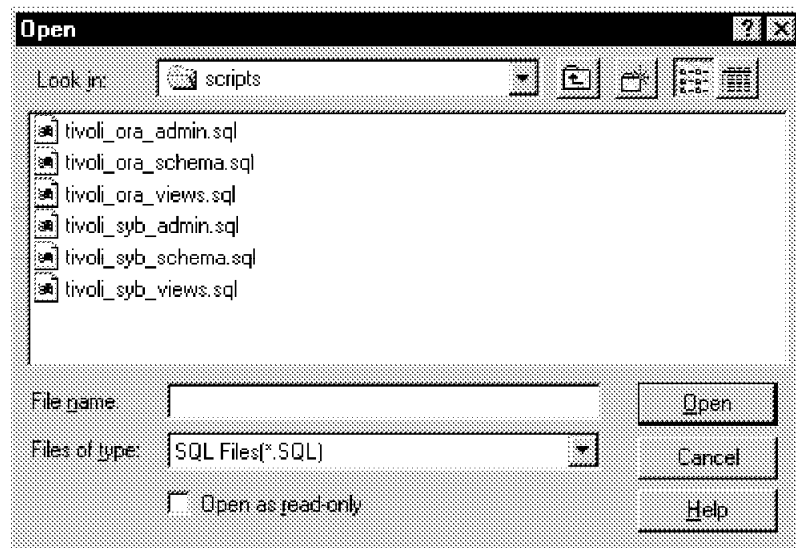 Open
Look in: scripts
tivoli_ora_admin.sql
tivoli_ora_schema.sql
tivoli_ora_views.sql
tivoli_syb_admin.sql
tivoli_syb_schema.sql
tivoli_syb_views.sql
File name: Open
Files of type: SQL Files(*.SQL) Cancel
Open as read-only Help